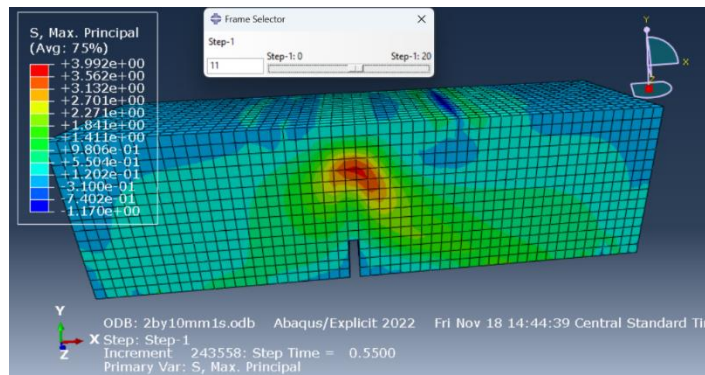 Frame Selector
Step-1
Step-1: 0 Step-1: 20
11
S, Max. Principal
(Avg: 75%)
+3.992e+00
+3.562e+00
+3.132e+00
+2.701e+00
+2.271e+00
+1.841e+00
+1.411e+00
+9.806e-01
+5.504e-01
+1.202e-01
-3.100e-01
-7.402e-01
-1.170e+00
Y
X
Y
X
Z
ODB: 2by10mm1s.odb Abaqus/Explicit 2022 Fri Nov 18 14:44:39 Central Standard Ti
Step: Step-1
Increment 243558: Step Time = 0.5500
Primary Var: S, Max. Principal